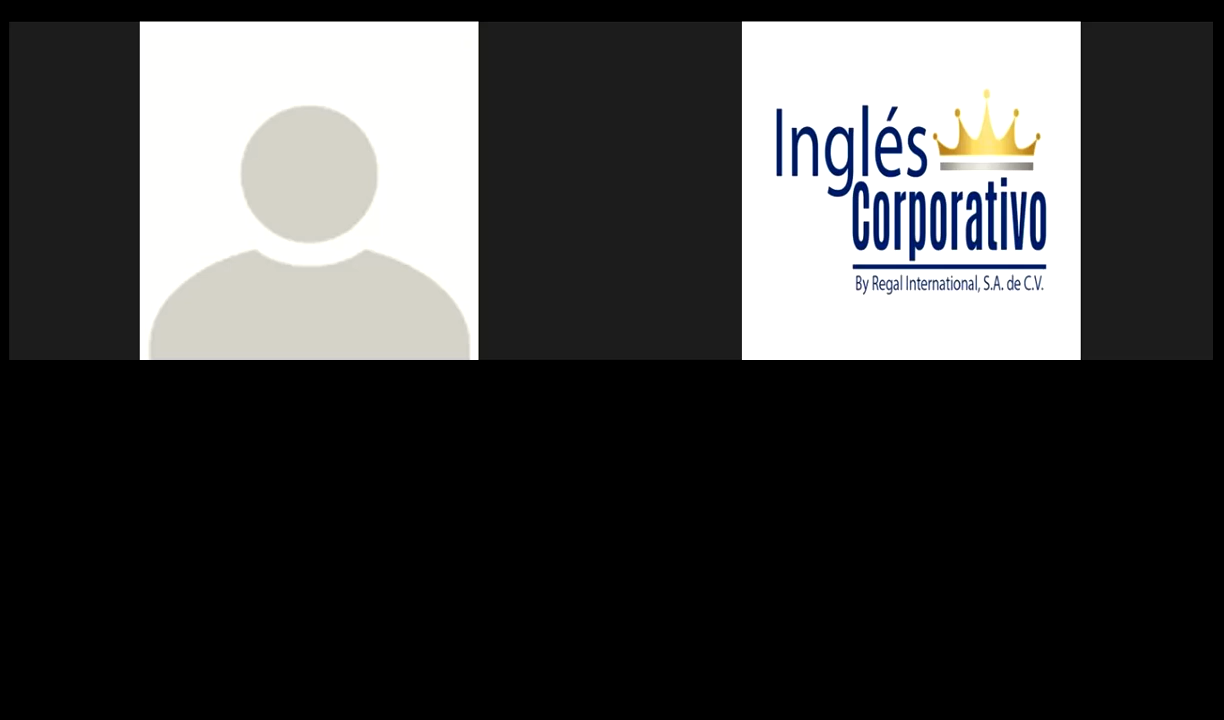 Inglés
Corporativo
By Regal International, S.A. de C.V.